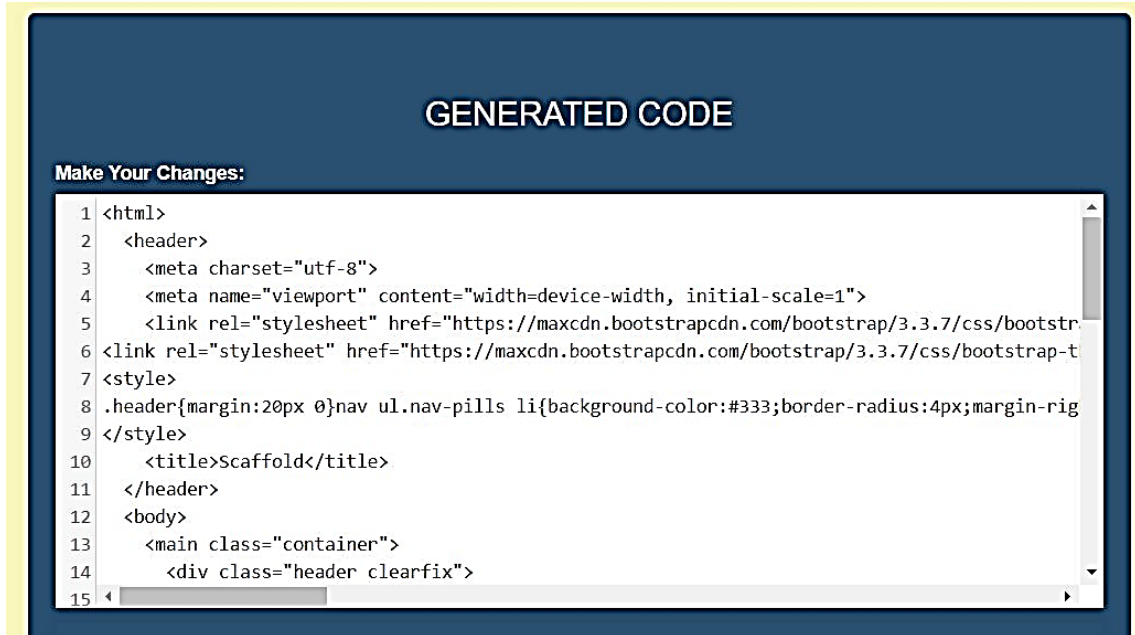 GENERATED CODE
Make Your Changes:
1 <html>
2 <header>
3 <meta charset="utf-8">
4 <meta name="viewport" content="width=device-width, initial-scale=1">
5 <link rel="stylesheet" href="https://maxcdn.bootstrapcdn.com/bootstrap/3.3.7/css/bootstr
6 <link rel="stylesheet" href="https://maxcdn.bootstrapcdn.com/bootstrap/3.3.7/css/bootstrap-t
7 <style>
8 .header{margin:20px 0}nav ul.nav-pills li{background-color:#333;border-radius:4px;margin-rig
9 </style>
10 <title>Scaffold</title>
11 </header>
12 <body>
13 <main class="container">
14 <div class="header clearfix">
15